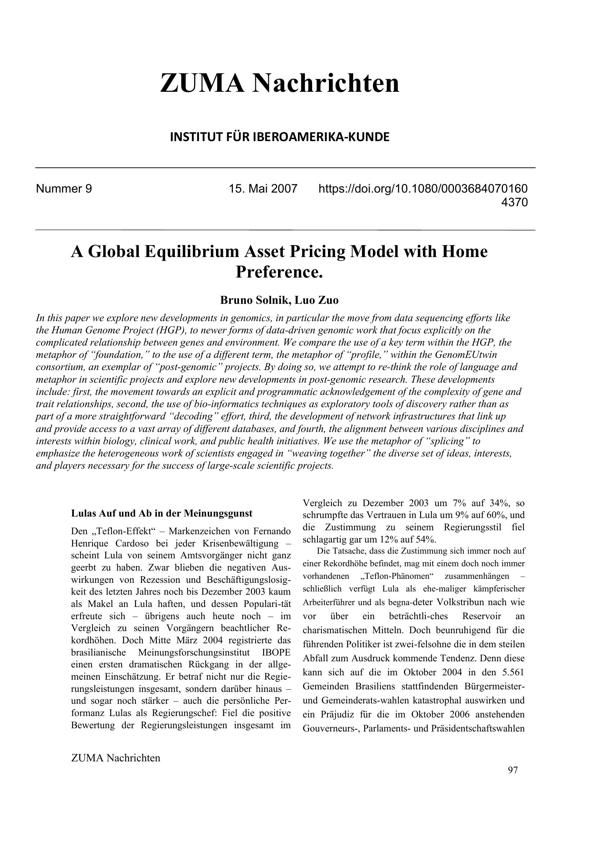 ZUMA Nachrichten
INSTITUT FÜR IBEROAMERIKA-KUNDE
Nummer 9 15. Mai 2007 https://doi.org/10.1080/0003684070160
4370
A Global Equilibrium Asset Pricing Model with Home
Preference.
Bruno Solnik, Luo Zuo
In this paper we explore new developments in genomics, in particular the move from data sequencing efforts like
the Human Genome Project (HGP), to newer forms of data-driven genomic work that focus explicitly on the
complicated relationship between genes and environment. We compare the use of a key term within the HGP, the
metaphor of “foundation,” to the use of a different term, the metaphor of “profile,” within the GenomEUtwin
consortium, an exemplar of “post-genomic” projects. By doing so, we attempt to re-think the role of language and
metaphor in scientific projects and explore new developments in post-genomic research. These developments
include: first, the movement towards an explicit and programmatic acknowledgement of the complexity of gene and
trait relationships, second, the use of bio-informatics techniques as exploratory tools of discovery rather than as
part of a more straightforward “decoding” effort, third, the development of network infrastructures that link up
and provide access to a vast array of different databases, and fourth, the alignment between various disciplines and
interests within biology, clinical work, and public health initiatives. We use the metaphor of “splicing” to
emphasize the heterogeneous work of scientists engaged in “weaving together” the diverse set of ideas, interests,
and players necessary for the success of large-scale scientific projects.
Lulas Auf und Ab in der Meinungsgunst
Den „Teflon-Effekt“ – Markenzeichen von Fernando
Henrique Cardoso bei jeder Krisenbewältigung –
scheint Lula von seinem Amtsvorgänger nicht ganz
geerbt zu haben. Zwar blieben die negativen Aus-
wirkungen von Rezession und Beschäftigungslosig-
keit des letzten Jahres noch bis Dezember 2003 kaum
als Makel an Lula haften, und dessen Populari-tät
erfreute sich – übrigens auch heute noch – im
Vergleich zu seinen Vorgängern beachtlicher Re-
kordhöhen. Doch Mitte März 2004 registrierte das
brasilianische Meinungsforschungsinstitut IBOPE
einen ersten dramatischen Rückgang in der allge-
meinen Einschätzung. Er betraf nicht nur die Regie-
rungsleistungen insgesamt, sondern darüber hinaus –
und sogar noch stärker – auch die persönliche Per-
formanz Lulas als Regierungschef: Fiel die positive
Bewertung der Regierungsleistungen insgesamt im
Vergleich zu Dezember 2003 um 7% auf 34%, so
schrumpfte das Vertrauen in Lula um 9% auf 60%, und
die Zustimmung zu seinem Regierungsstil fiel
schlagartig gar um 12% auf 54%.
Die Tatsache, dass die Zustimmung sich immer noch auf
einer Rekordhöhe befindet, mag mit einem doch noch immer
vorhandenen „Teflon-Phänomen“ zusammenhängen –
schließlich verfügt Lula als ehe-maliger kämpferischer
Arbeiterführer und als begna-deter Volkstribun nach wie
vor über ein beträchtli-ches Reservoir an
charismatischen Mitteln. Doch beunruhigend für die
führenden Politiker ist zwei-felsohne die in dem steilen
Abfall zum Ausdruck kommende Tendenz. Denn diese
kann sich auf die im Oktober 2004 in den 5.561
Gemeinden Brasiliens stattfindenden Bürgermeister-
und Gemeinderats-wahlen katastrophal auswirken und
ein Präjudiz für die im Oktober 2006 anstehenden
Gouverneurs-, Parlaments- und Präsidentschaftswahlen
ZUMA Nachrichten
97